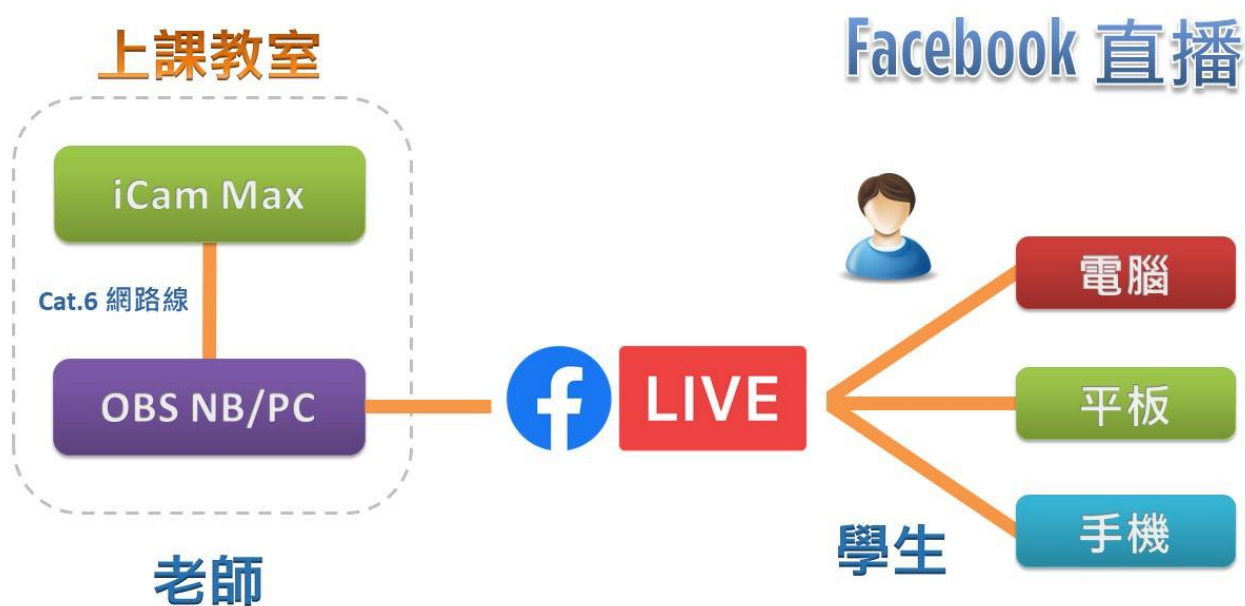 上課教室
Facebook 直播
iCam Max
Cat.6 網路線
OBS NB/PC
f LIVE
電腦
平板
手機
老師
學生